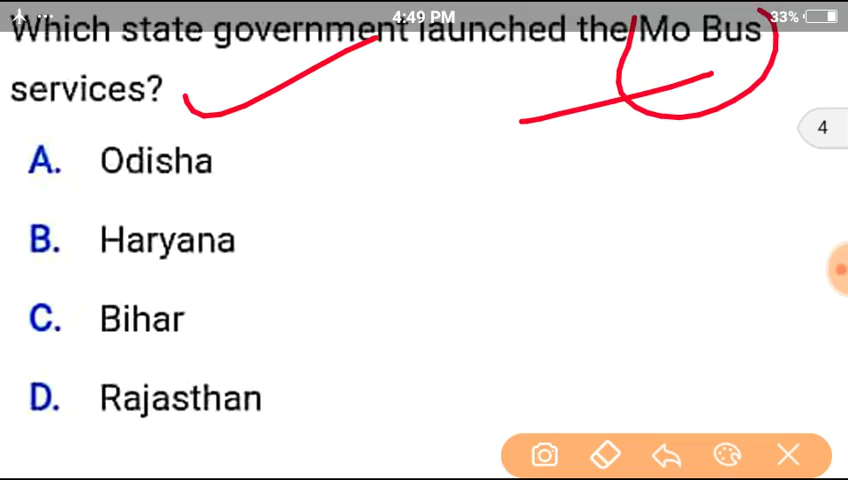 4:49 PM
33%
Which state government launched the Mo Bus
services?
4
A. Odisha
B. Haryana
C. Bihar
D. Rajasthan